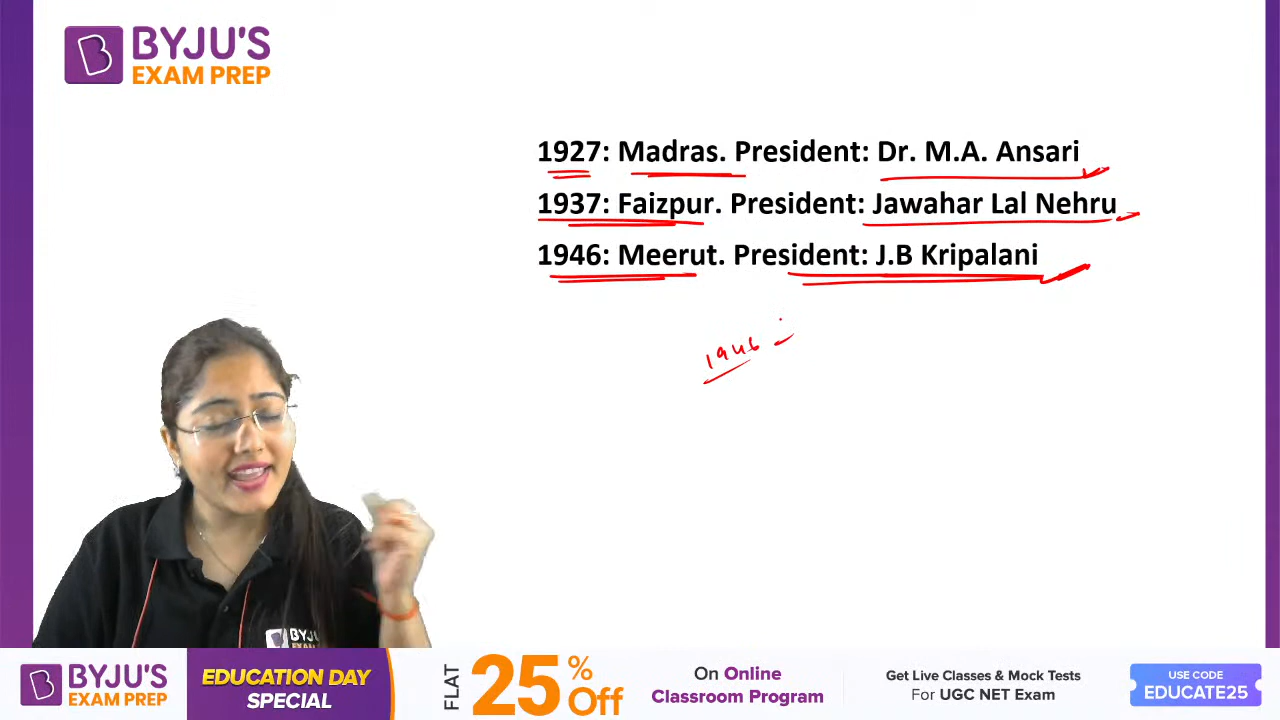 BYJU'S
EXAM PREP
1927: Madras. President: Dr. M.A. Ansari
1937: Faizpur. President: Jawahar Lal Nehru
1946: Meerut. President: J.B Kripalani
1946 :-
BYJU'S
EXAM
BYJU'S
EXAM PREP
EDUCATION DAY
SPECIAL
FLAT
25%
Off
On Online
Classroom Program
Get Live Classes & Mock Tests
For UGC NET Exam
USE CODE
EDUCATE25